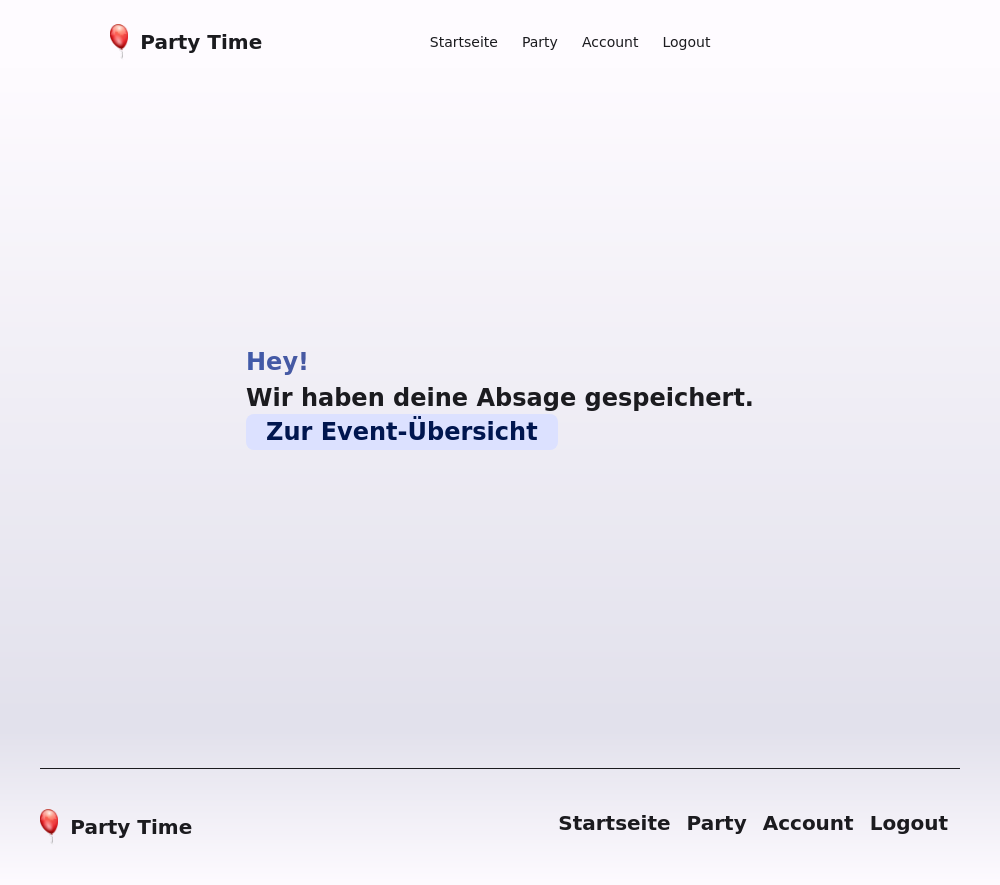 Party Time
Startseite Party Account Logout
Hey!
Wir haben deine Absage gespeichert.
Zur Event-Übersicht
Party Time
Startseite Party Account Logout